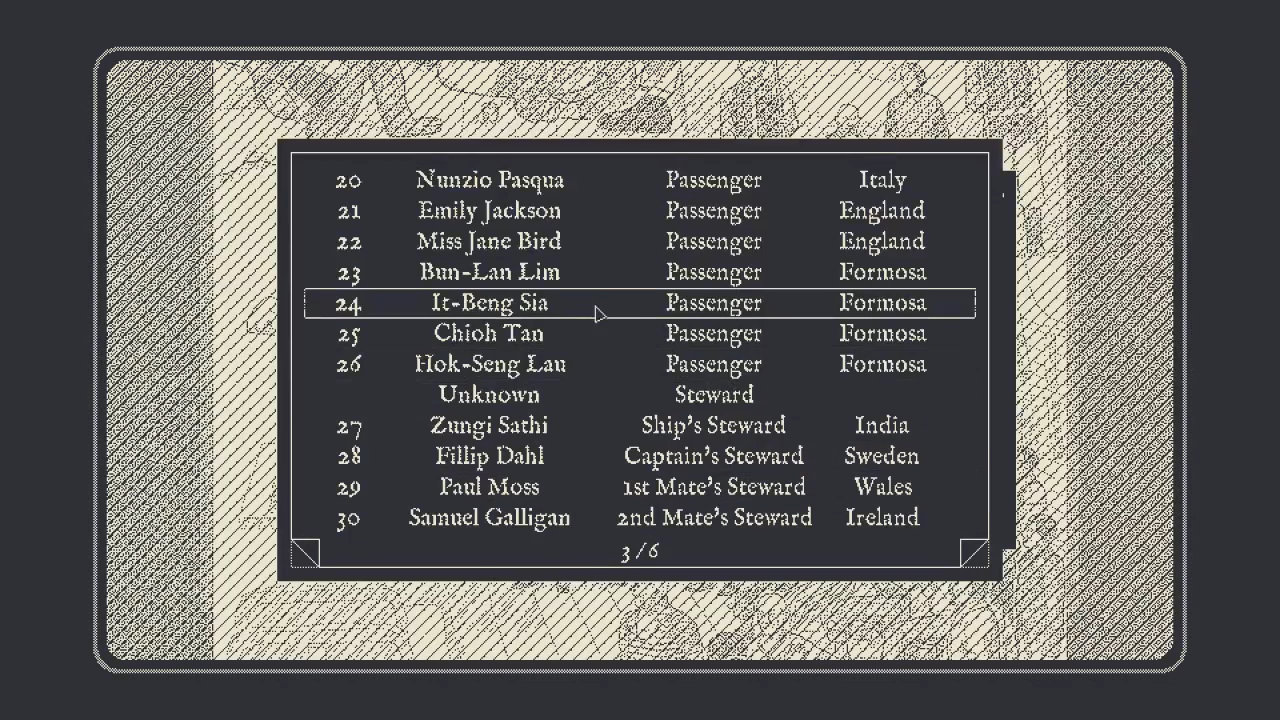 20 Nunzio Pasqua Passenger Italy
21 Emily Jackson Passenger England
22 Miss Jane Bird Passenger England
23 Bun-Lan Lim Passenger Formosa
24 It-Beng Sia Passenger Formosa
25 Chioh Tan Passenger Formosa
26 Hok-Seng Lau Passenger Formosa
Unknown Steward
27 Zungi Sathi Ship's Steward India
28 Fillip Dahl Captain's Steward Sweden
29 Paul Moss 1st Mate's Steward Wales
30 Samuel Galligan 2nd Mate's Steward Ireland
3/6